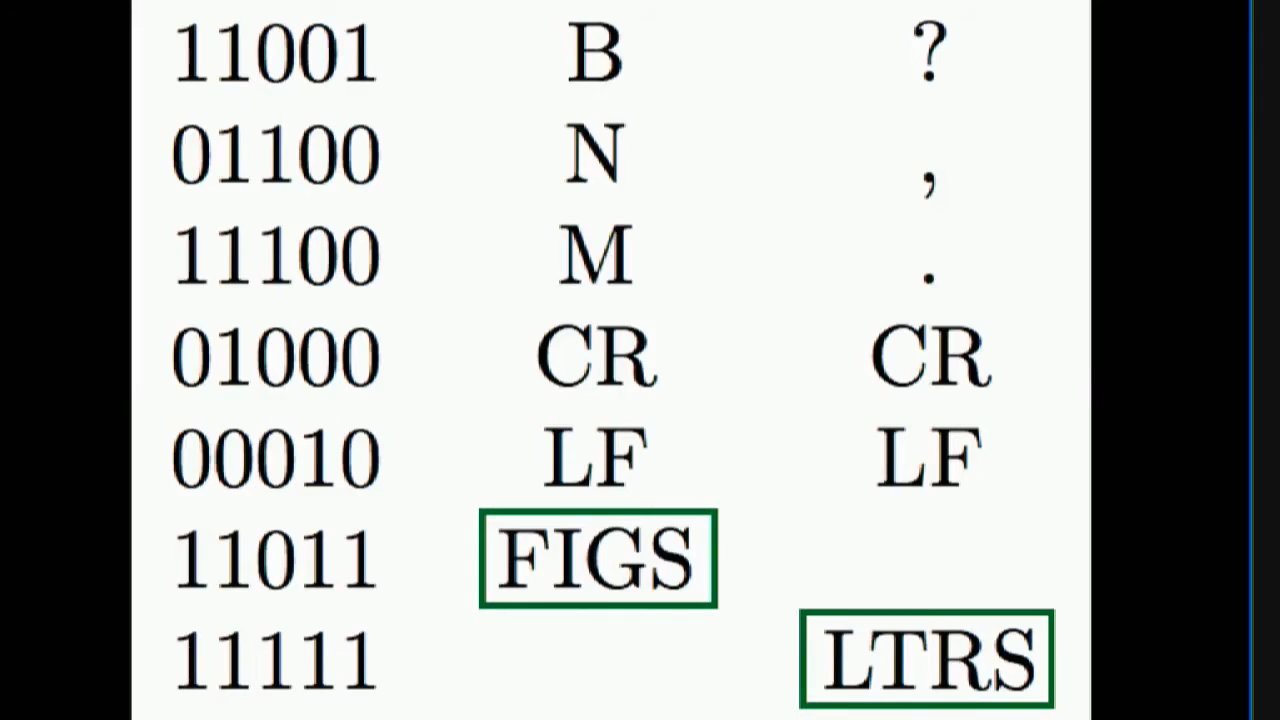 11001 B ?
01100 N ,
11100 M .
01000 CR CR
00010 LF LF
11011 FIGS
11111 LTRS